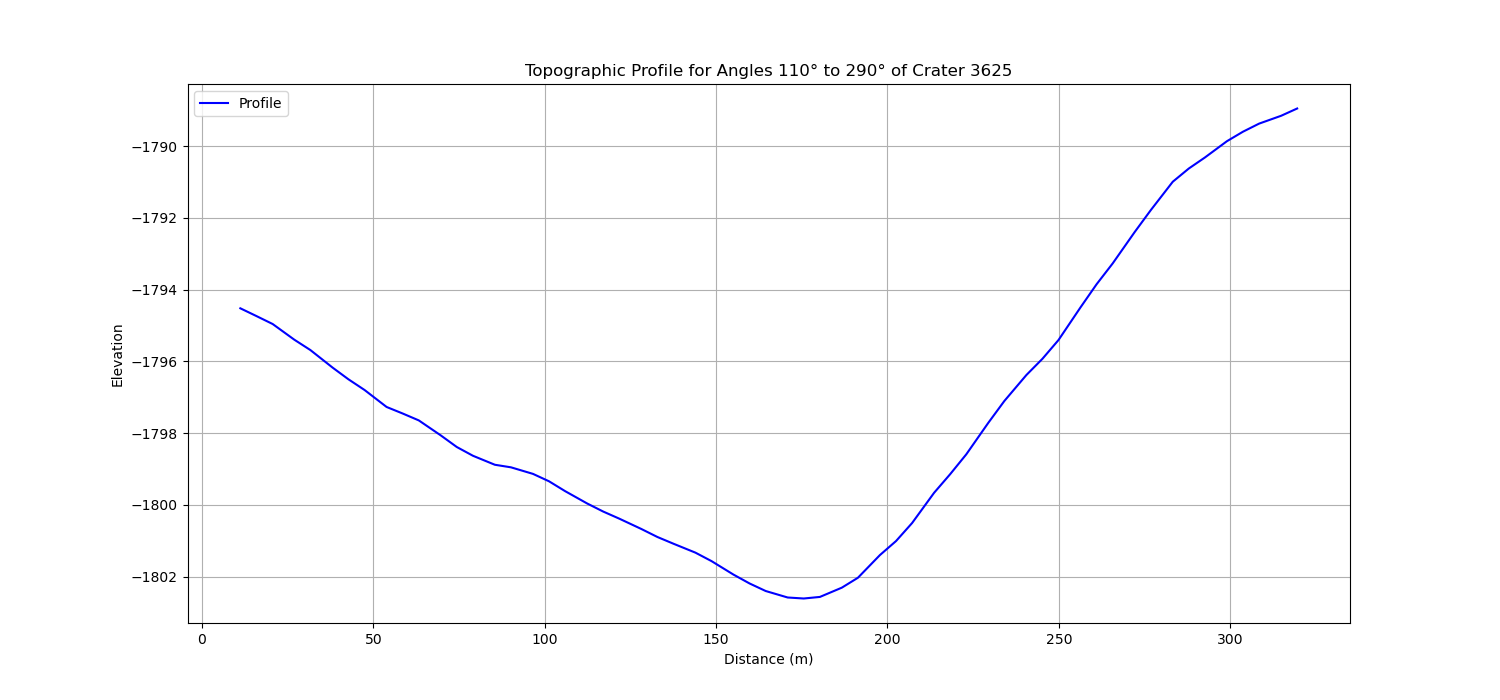 Topographic Profile for Angles 110° to 290° of Crater 3625
Profile
−1790
−1792
−1794
−1796
−1798
−1800
−1802
Elevation
0 50 100 150 200 250 300
Distance (m)